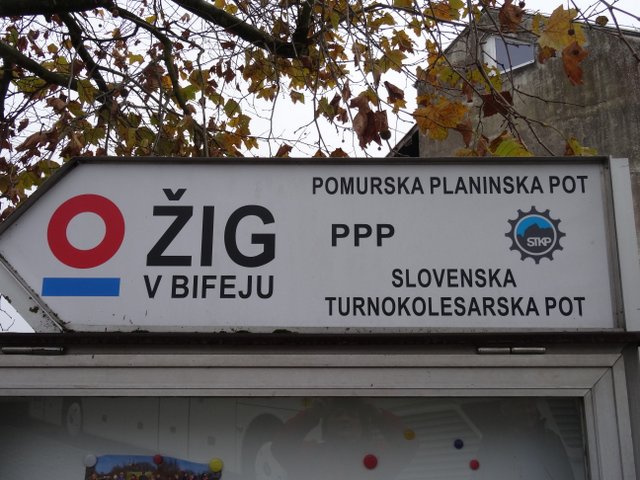 ŽIG
V BIFEJU
POMURSKA PLANINSKA POT
PPP
STKP
SLOVENSKA
TURNOKOLESARSKA POT